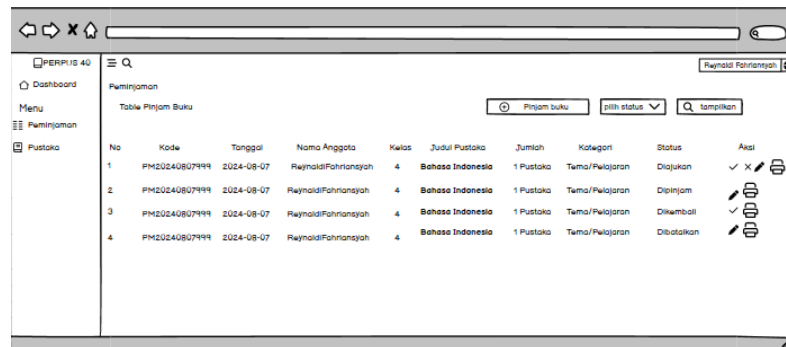 PERPUS 40
Reynaldi Fahriansyah
Dashboard
Peminjaman
Menu
Table Pinjam Buku
Pinjam buku
pilih status
tampilkan
Peminjaman
Pustaka
No Kode Tanggal Nama Anggota Kelas Judul Pustaka Jumlah Kategori Status Aksi
1 PM20240807999 2024-08-07 ReynaldiFahriansyah 4 Bahasa Indonesia 1 Pustaka Tema/Pelajaran Diajukan
2 PM20240807999 2024-08-07 ReynaldiFahriansyah 4 Bahasa Indonesia 1 Pustaka Tema/Pelajaran Dipinjam
3 PM20240807999 2024-08-07 ReynaldiFahriansyah 4 Bahasa Indonesia 1 Pustaka Tema/Pelajaran Dikembali
4 PM20240807999 2024-08-07 ReynaldiFahriansyah 4 Bahasa Indonesia 1 Pustaka Tema/Pelajaran Dibatalkan